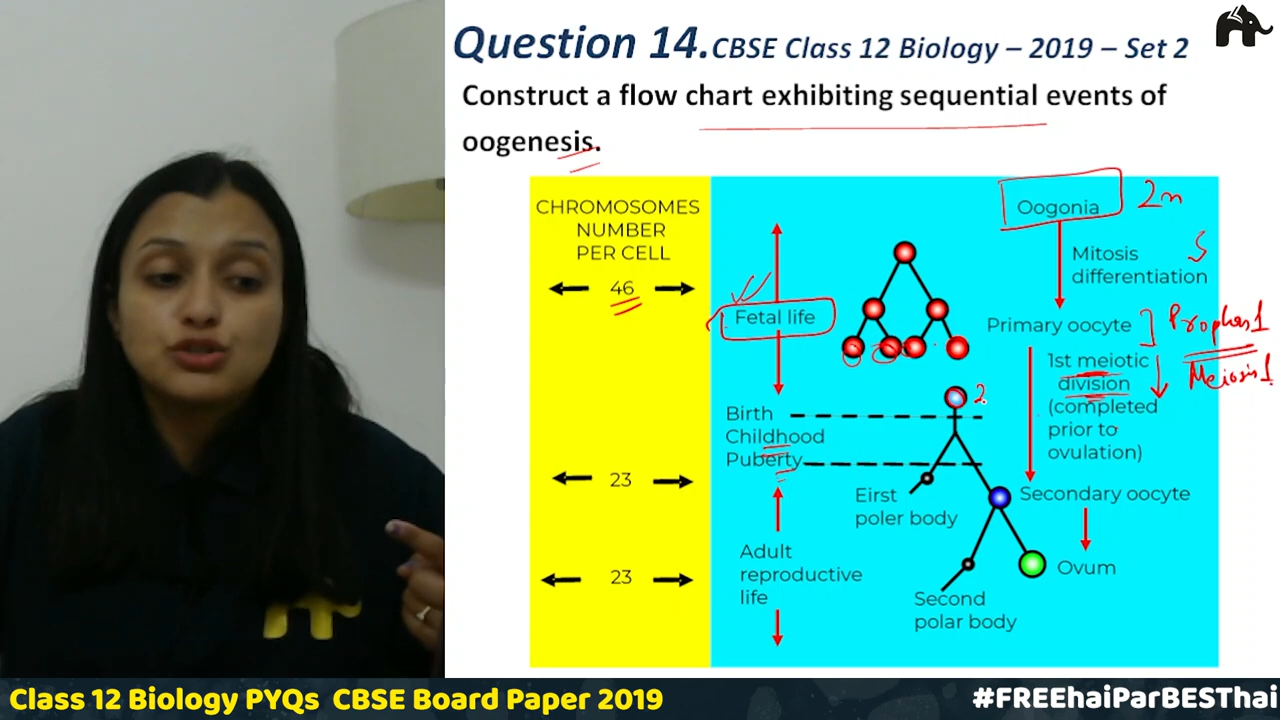 Question 14.CBSE Class 12 Biology – 2019 – Set 2
Construct a flow chart exhibiting sequential events of
oogenesis.
CHROMOSOMES
NUMBER
PER CELL
46
23
23
Fetal life
Birth
Childhood
Puberty
Adult
reproductive
life
Eirst
poler body
Second
polar body
Oogonia
2n
Mitosis
differentiation
Primary oocyte
Prophas 1
1st meiotic
division
(completed
prior to
ovulation)
Meiosis 1
2
Secondary oocyte
Ovum
Class 12 Biology PYQs CBSE Board Paper 2019
#FREEhaiParBESThai